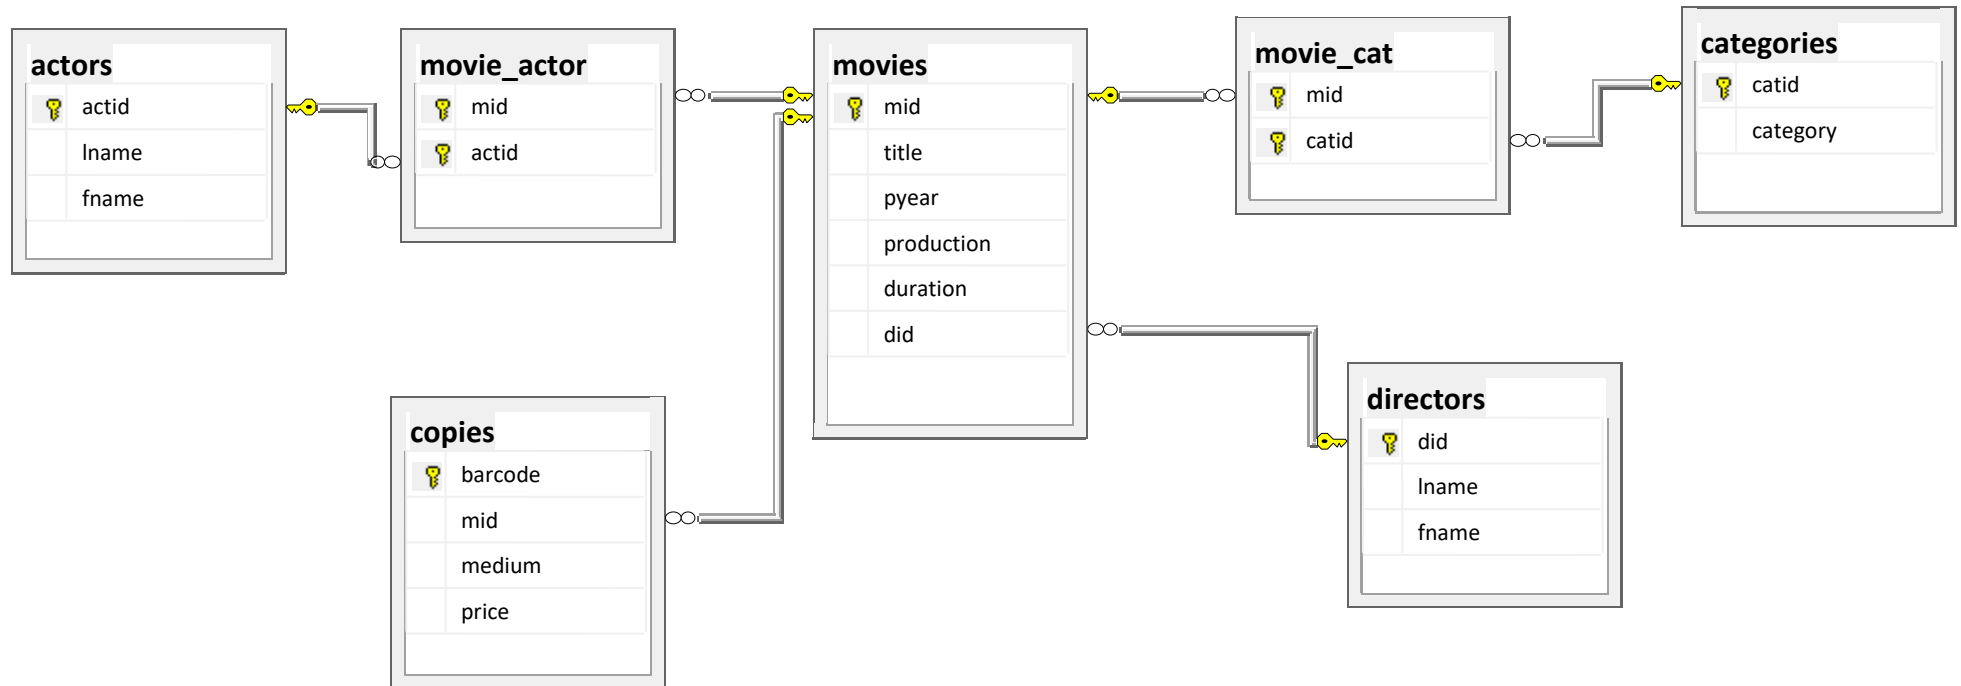 actors
actid
lname
fname
movie_actor
mid
actid
movies
mid
title
pyear
production
duration
did
movie_cat
mid
catid
categories
catid
category
copies
barcode
mid
medium
price
directors
did
lname
fname